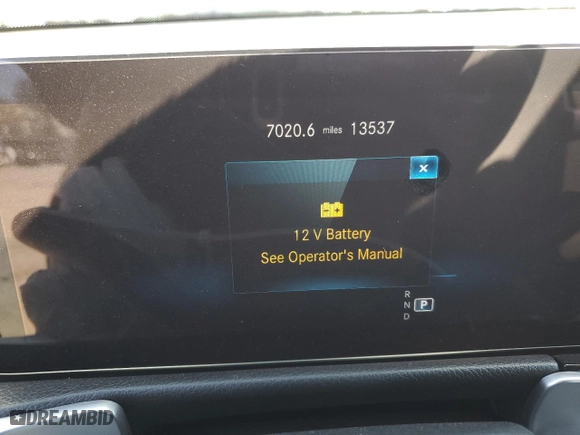 7020.6 miles 13537
x
12 V Battery
See Operator's Manual
R
N P
D
DREAMBID